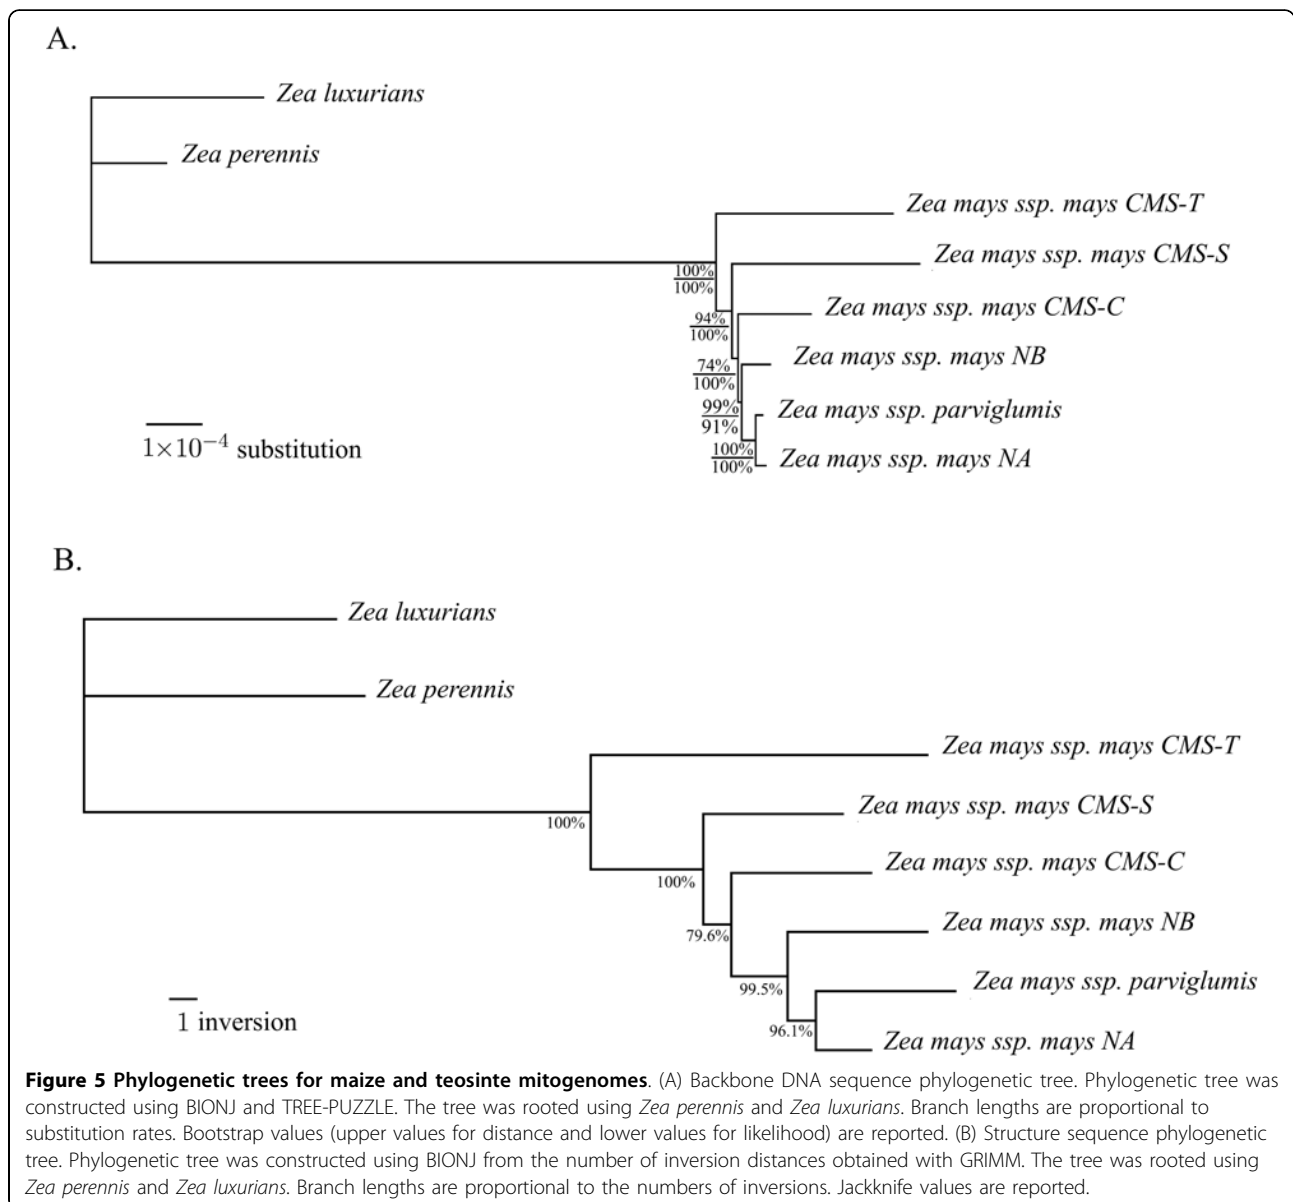 A.
Zea luxurians
Zea perennis
Zea mays ssp. mays CMS-T
Zea mays ssp. mays CMS-S
100%
100%
Zea mays ssp. mays CMS-C
94%
100%
Zea mays ssp. mays NB
74%
100%
Zea mays ssp. parviglumis
99%
91%
1×10⁻⁴ substitution
100%
100%
Zea mays ssp. mays NA
B.
Zea luxurians
Zea perennis
Zea mays ssp. mays CMS-T
Zea mays ssp. mays CMS-S
100%
Zea mays ssp. mays CMS-C
100%
Zea mays ssp. mays NB
79.6%
Zea mays ssp. parviglumis
99.5%
1 inversion
96.1%
Zea mays ssp. mays NA
Figure 5 Phylogenetic trees for maize and teosinte mitogenomes. (A) Backbone DNA sequence phylogenetic tree. Phylogenetic tree was
constructed using BIONJ and TREE-PUZZLE. The tree was rooted using Zea perennis and Zea luxurians. Branch lengths are proportional to
substitution rates. Bootstrap values (upper values for distance and lower values for likelihood) are reported. (B) Structure sequence phylogenetic
tree. Phylogenetic tree was constructed using BIONJ from the number of inversion distances obtained with GRIMM. The tree was rooted using
Zea perennis and Zea luxurians. Branch lengths are proportional to the numbers of inversions. Jackknife values are reported.